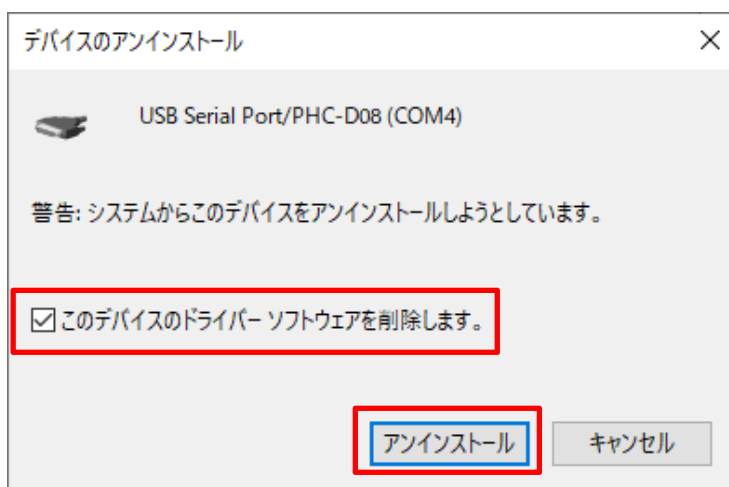 デバイスのアンインストール
USB Serial Port/PHC-D08 (COM4)
警告: システムからこのデバイスをアンインストールしようとしています。
このデバイスのドライバー ソフトウェアを削除します。
アンインストール
キャンセル